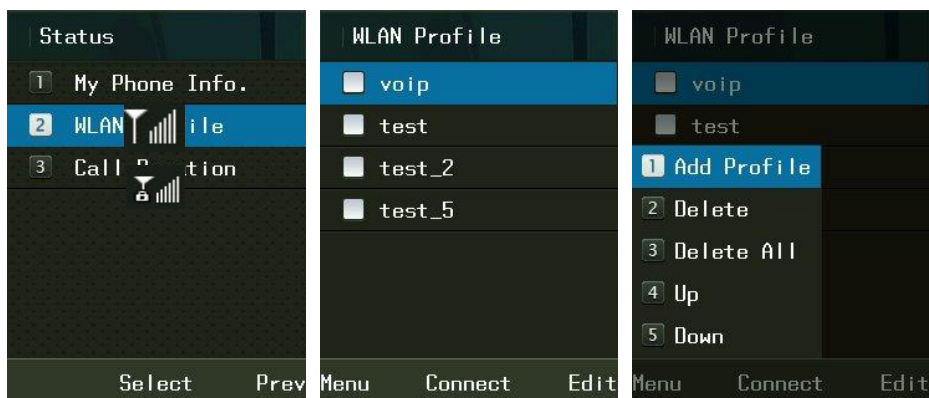 Status
1 My Phone Info.
2 WLAN ile
3 Call tion
Select Prev
WLAN Profile
voip
test
test_2
test_5
Menu Connect Edit
WLAN Profile
voip
test
1 Add Profile
2 Delete
3 Delete All
4 Up
5 Down
Menu Connect Edit